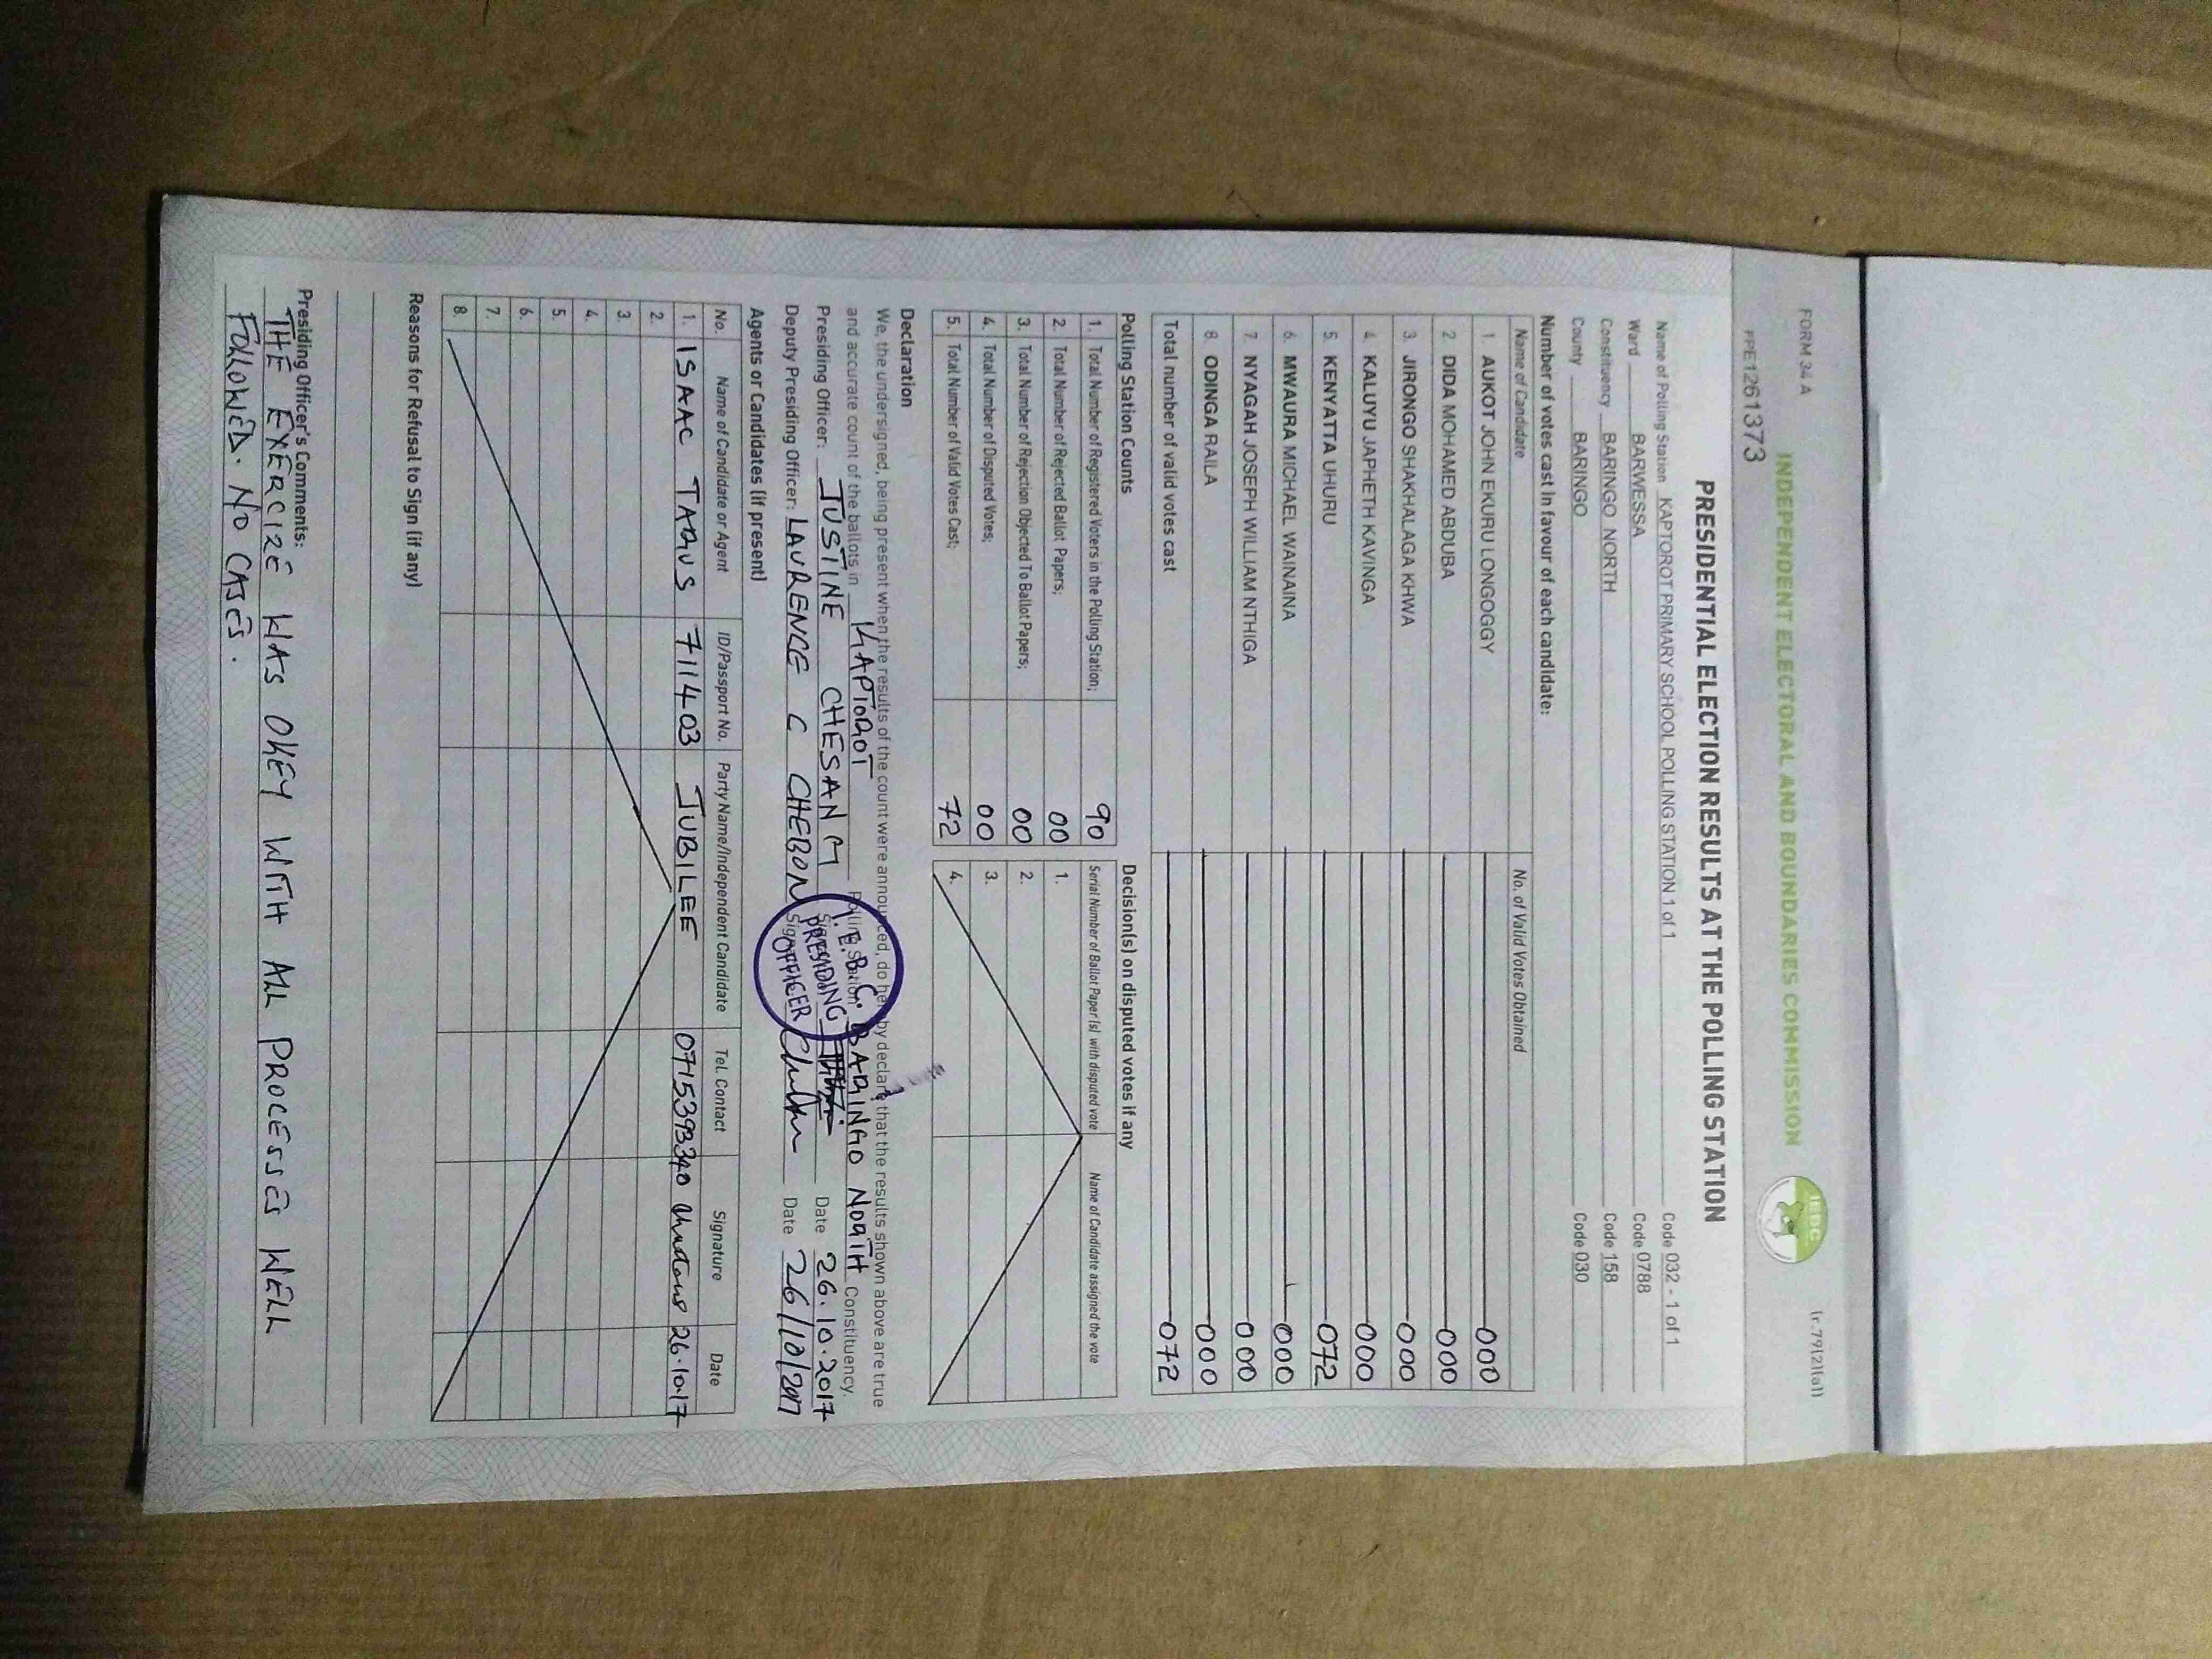 FORM 34 A
(r.79(2)(a))
INDEPENDENT ELECTORAL AND BOUNDARIES COMMISSION
IEBC
PPE1261373
PRESIDENTIAL ELECTION RESULTS AT THE POLLING STATION
Name of Polling Station KAPTOROT PRIMARY SCHOOL POLLING STATION 1 of 1 Code 032 - 1 of 1
Ward BARWESSA Code 0788
Constituency BARINGO NORTH Code 158
County BARINGO Code 030
Number of votes cast in favour of each candidate:
Name of Candidate No. of Valid Votes Obtained
1. AUKOT JOHN EKURU LONGOGGY 000
2 DIDA MOHAMED ABDUBA 000
3. JIRONGO SHAKHALAGA KHWA 000
4. KALUYU JAPHETH KAVINGA 000
5. KENYATTA UHURU 072
6. MWAURA MICHAEL WAINAINA 000
7. NYAGAH JOSEPH WILLIAM NTHIGA 000
8. ODINGA RAILA 000
Total number of valid votes cast 072
Polling Station Counts Decision(s) on disputed votes if any
1. Total Number of Registered Voters in the Polling Station; 90
2. Total Number of Rejected Ballot Papers; 00
3. Total Number of Rejection Objected To Ballot Papers; 00
4. Total Number of Disputed Votes; 00
5. Total Number of Valid Votes Cast; 72
Serial Number of Ballot Paper (s) with disputed vote Name of Candidate assigned the vote
1.
2.
3.
4.
Declaration
We, the undersigned, being present when the results of the count were announced, do hereby declare that the results shown above are true
and accurate count of the ballots in KAPTOROT Polling Station BARINGO NORTH Constituency.
Presiding Officer: JUSTINE CHESANM Signature Date 26.10.2017
Deputy Presiding Officer: LAURENCE C CHEBON Signature Date 26/10/2017
I.E.B.C.
PRESIDING
OFFICER
Agents or Candidates (if present)
No. Name of Candidate or Agent ID/Passport No. Party Name/Independent Candidate Tel. Contact Signature Date
1. ISAAC TARUS 711403 JUBILEE 0715393340 26.10.17
2.
3.
4.
5.
6.
7.
8.
Reasons for Refusal to Sign (if any)
Presiding Officer's Comments:
THE EXERCIZE WAS OKEY WITH ALL PROCESSES WELL
FOLLOWED. NO CASES.